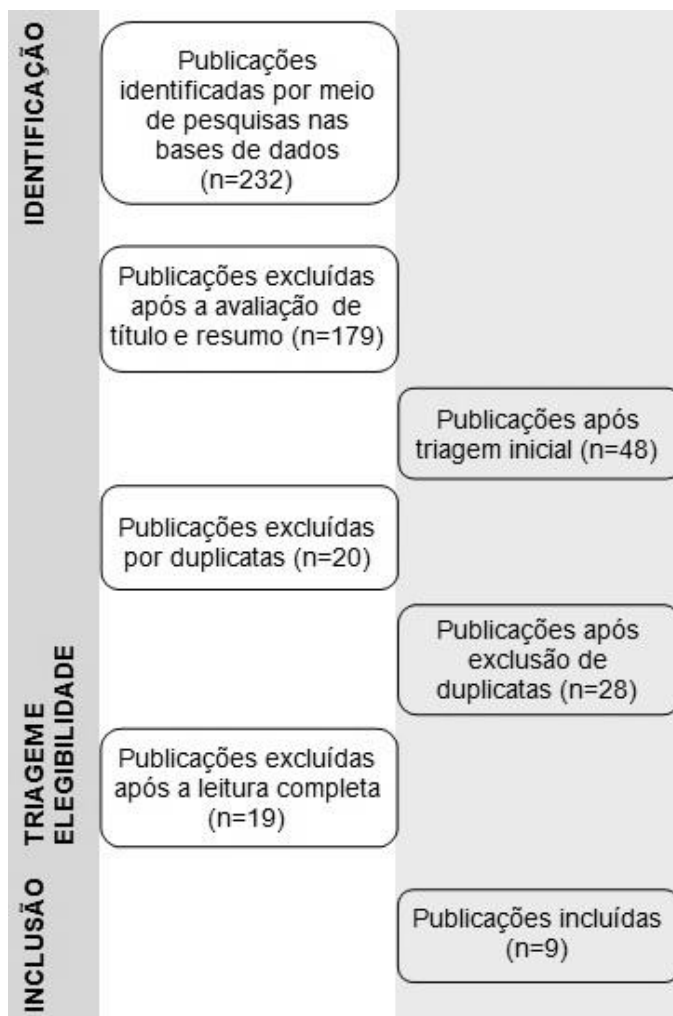 IDENTIFICAÇÃO
Publicações
identificadas por meio
de pesquisas nas
bases de dados
(n=232)
Publicações excluídas
após a avaliação de
título e resumo (n=179)
Publicações após
triagem inicial (n=48)
Publicações excluídas
por duplicatas (n=20)
TRIAGEM E
ELEGIBILIDADE
Publicações após
exclusão de
duplicatas (n=28)
Publicações excluídas
após a leitura completa
(n=19)
INCLUSÃO
Publicações incluídas
(n=9)